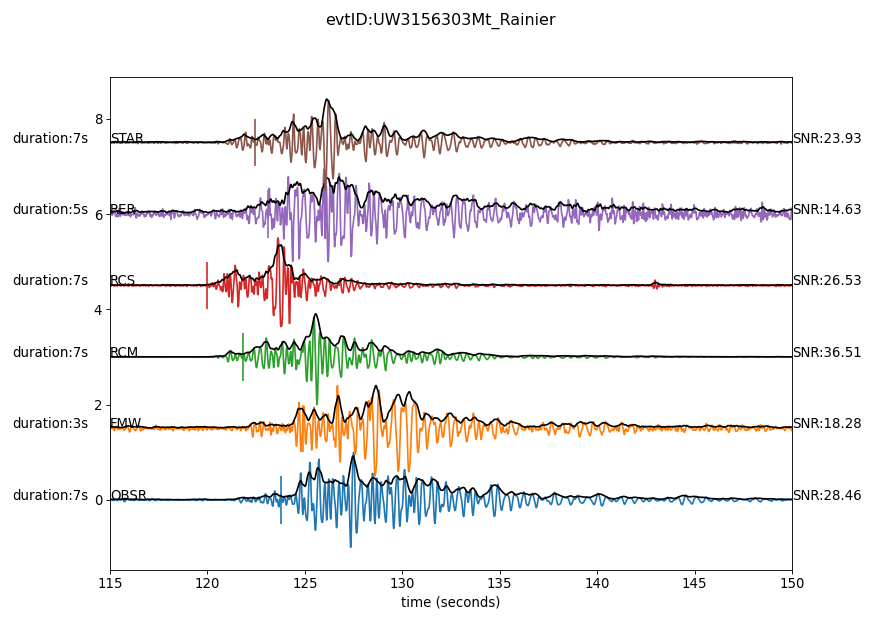 evtID:UW3156303Mt_Rainier
8
duration:7s STAR SNR:23.93
duration:5s RER SNR:14.63
6
duration:7s RCS SNR:26.53
4
duration:7s RCM SNR:36.51
2
duration:3s FMW SNR:18.28
duration:7s OBSR SNR:28.46
0
115 120 125 130 135 140 145 150
time (seconds)